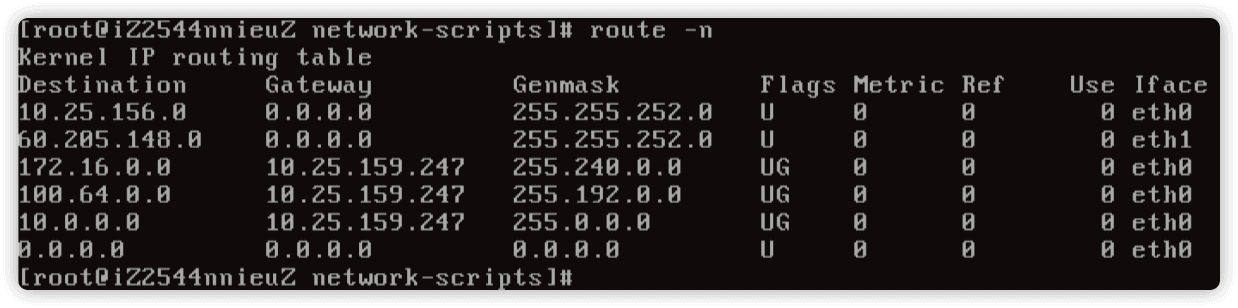 [root@iZ2544nnieuZ network-scripts]# route -n
Kernel IP routing table
Destination     Gateway         Genmask         Flags Metric Ref    Use Iface
10.25.156.0     0.0.0.0         255.255.252.0   U     0      0        0 eth0
60.205.148.0    0.0.0.0         255.255.252.0   U     0      0        0 eth1
172.16.0.0      10.25.159.247   255.240.0.0     UG    0      0        0 eth0
100.64.0.0      10.25.159.247   255.192.0.0     UG    0      0        0 eth0
10.0.0.0        10.25.159.247   255.0.0.0       UG    0      0        0 eth0
0.0.0.0         0.0.0.0         0.0.0.0         U     0      0        0 eth0
[root@iZ2544nnieuZ network-scripts]#